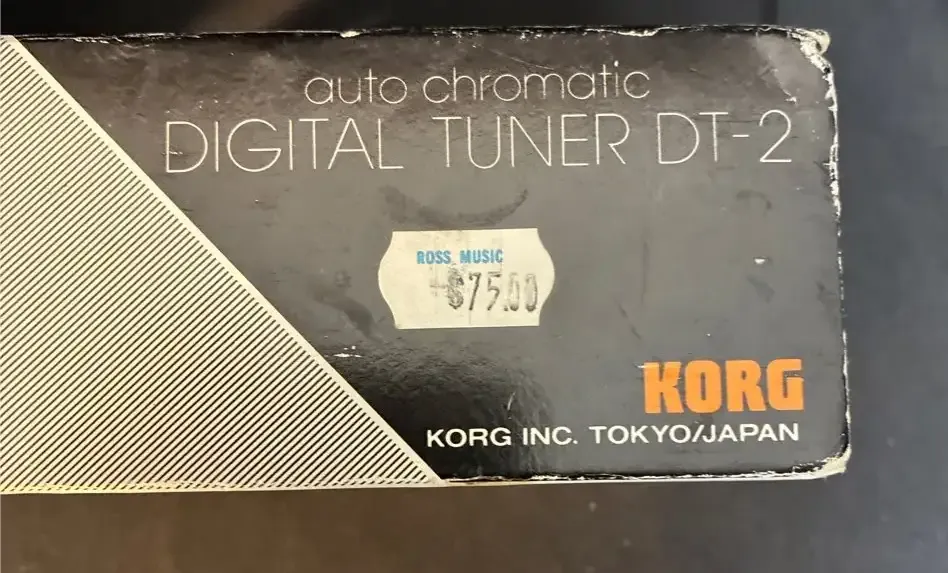 auto chromatic
DIGITAL TUNER DT-2
ROSS MUSIC
$75.00
KORG
KORG INC. TOKYO/JAPAN